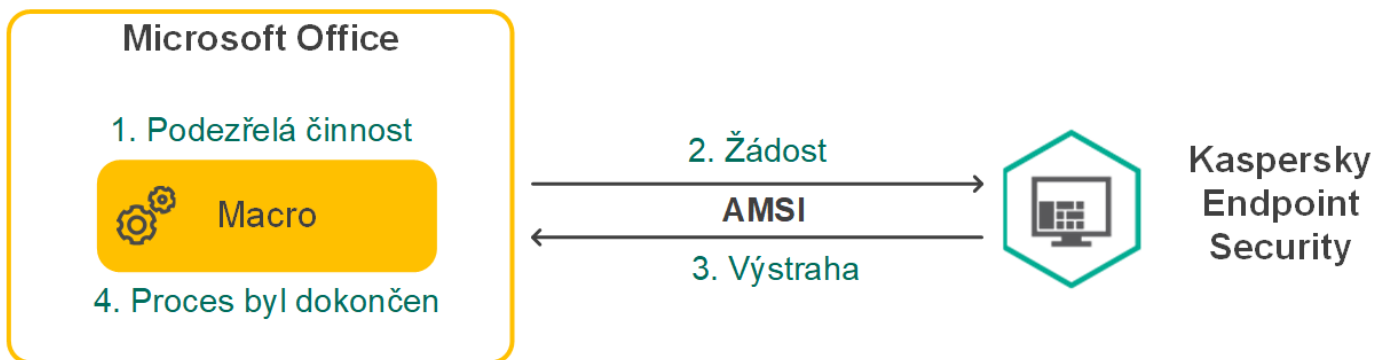 Microsoft Office
1. Podezřelá činnost
Macro
4. Proces byl dokončen
2. Žádost
AMSI
3. Výstraha
Kaspersky
Endpoint
Security